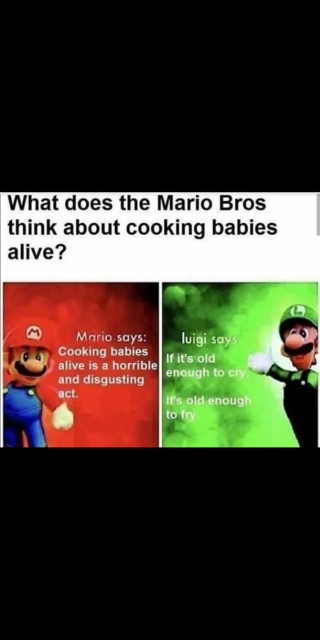 What does the Mario Bros
think about cooking babies
alive?
M
Mario says:
Cooking babies
alive is a horrible
and disgusting
act.
L
luigi says
If it's old
enough to cry.
It's old enough
to fry.